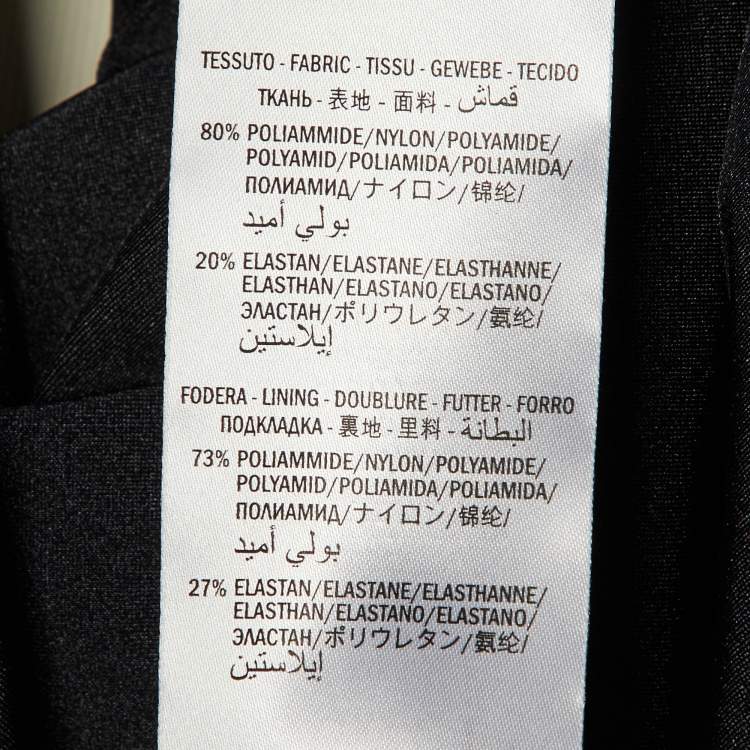 TESSUTO - FABRIC - TISSU - GEWEBE - TECIDO
ТКАНЬ - 表地 - 面料 - قماش
80% POLIAMMIDE/NYLON/POLYAMIDE/
POLYAMID/POLIAMIDA/POLIAMIDA/
ПОЛИАМИД/ナイロン/锦纶/
بولي أميد
20% ELASTAN/ELASTANE/ELASTHANNE/
ELASTHAN/ELASTANO/ELASTANO/
ЭЛАСТАН/ポリウレタン/氨纶/
إيلاستين
FODERA - LINING - DOUBLURE - FUTTER - FORRO
ПОДКЛАДКА - 裏地 - 里料 - البطانة
73% POLIAMMIDE/NYLON/POLYAMIDE/
POLYAMID/POLIAMIDA/POLIAMIDA/
ПОЛИАМИД/ナイロン/锦纶/
بولي أميد
27% ELASTAN/ELASTANE/ELASTHANNE/
ELASTHAN/ELASTANO/ELASTANO/
ЭЛАСТАН/ポリウレタン/氨纶/
إيلاستين